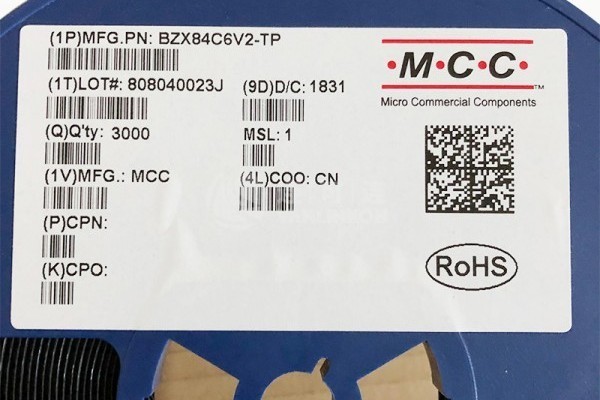 (1P)MFG.PN: BZX84C6V2-TP
(1T)LOT#: 808040023J
(9D)D/C: 1831
(Q)Q'ty: 3000
MSL: 1
(1V)MFG.: MCC
(4L)COO: CN
(P)CPN:
(K)CPO:
·M·C·C·™
Micro Commercial Components
RoHS